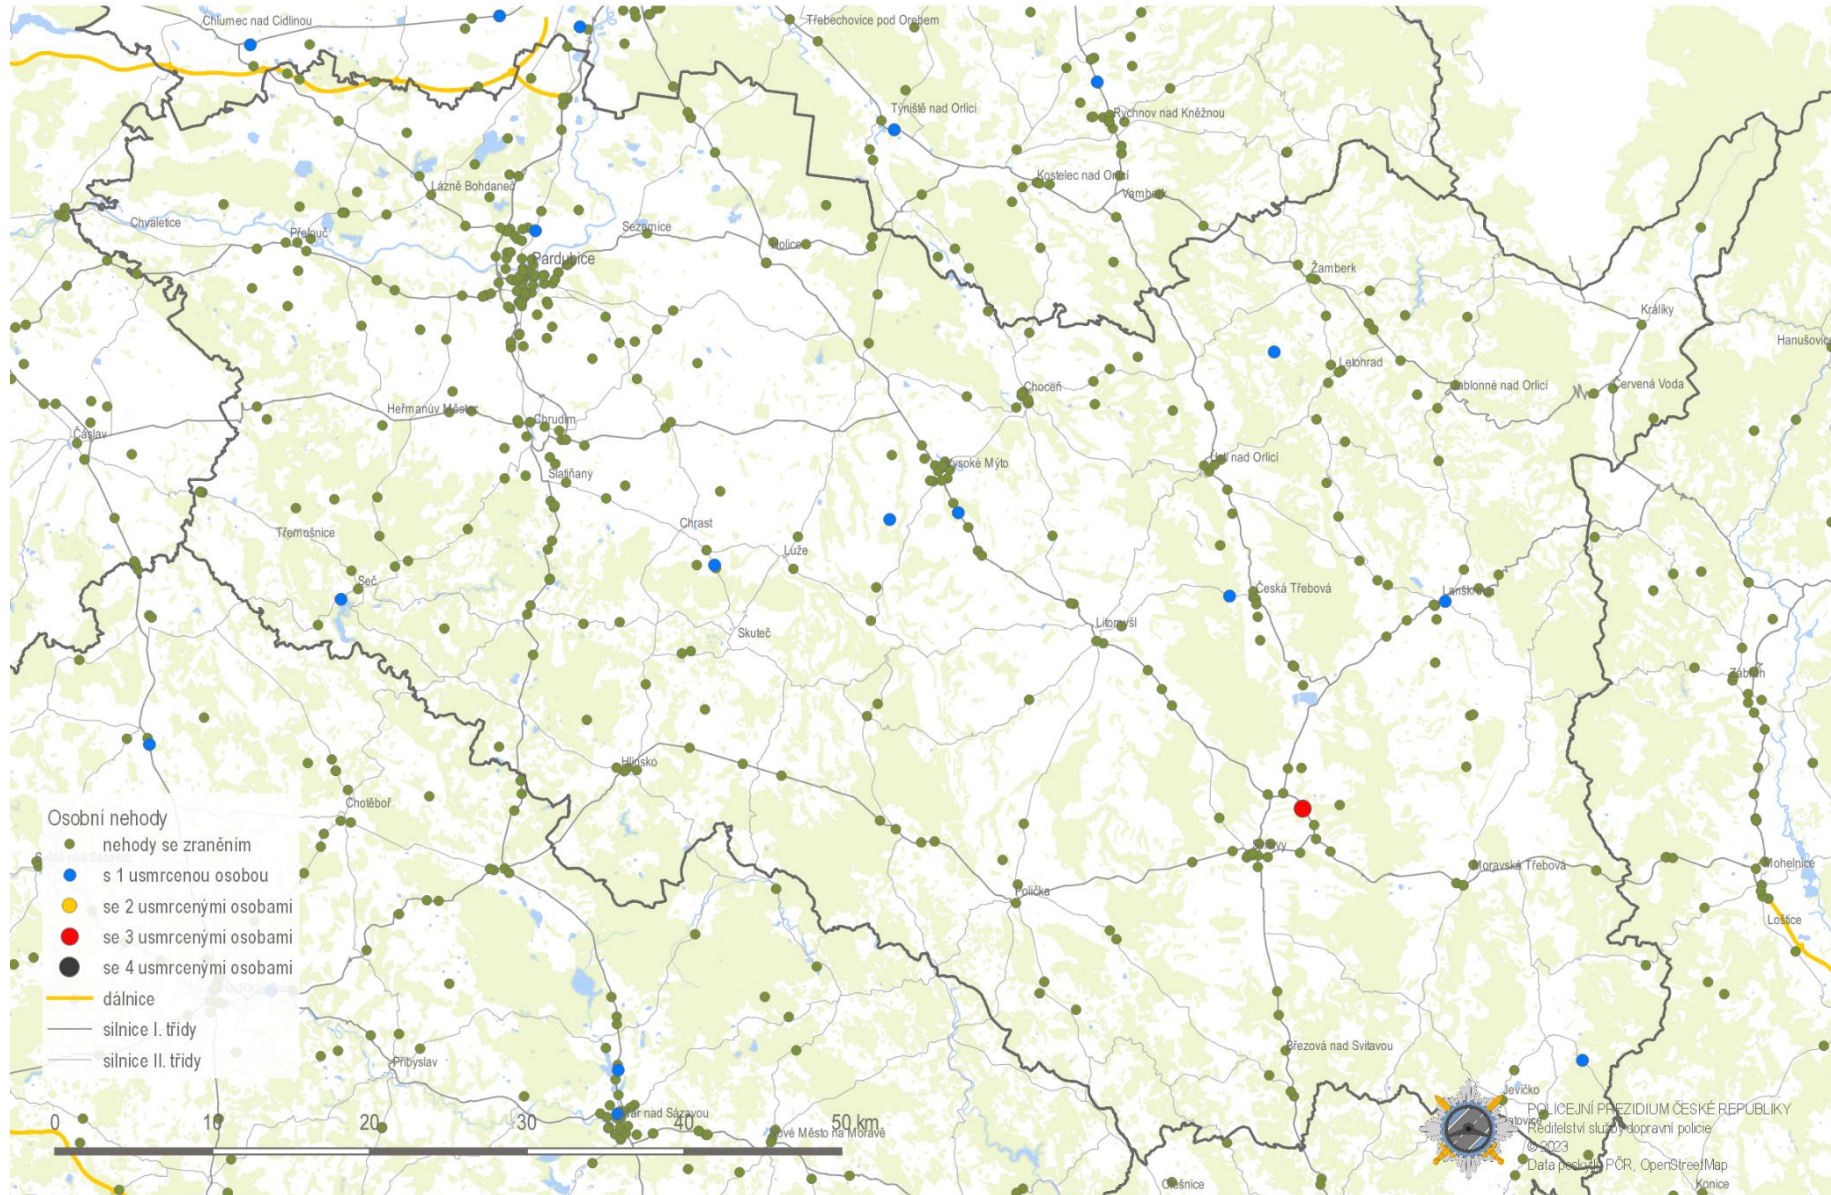 Chlumec nad Cidlinou
Třebechovice pod Orebem
Týniště nad Orlicí
Rychnov nad Kněžnou
Lázně Bohdaneč
Kostelec nad Orlicí
Vamberk
Chvaletice
Přelouč
Sezemice
Holice
Pardubice
Žamberk
Králíky
Hanušovice
Letohrad
Choceň
Jablonné nad Orlicí
Červená Voda
Heřmanův Městec
Chrudim
Čáslav
Slatiňany
Vysoké Mýto
Ústí nad Orlicí
Chrast
Třemošnice
Luže
Seč
Česká Třebová
Lanškroun
Litomyšl
Skuteč
Zábřeh
Hlinsko
Chotěboř
Svitavy
Moravská Třebová
Mohelnice
Polička
Loštice
Osobní nehody
nehody se zraněním
s 1 usmrcenou osobou
se 2 usmrcenými osobami
se 3 usmrcenými osobami
se 4 usmrcenými osobami
dálnice
silnice I. třídy
silnice II. třídy
Přibyslav
Březová nad Svitavou
Jevíčko
Žďár nad Sázavou
Nové Město na Moravě
0 10 20 30 40 50 km
POLICEJNÍ PREZIDIUM ČESKÉ REPUBLIKY
Ředitelství služby dopravní policie
© 2023
Data poskytl: PČR, OpenStreetMap
Olešnice
Konice